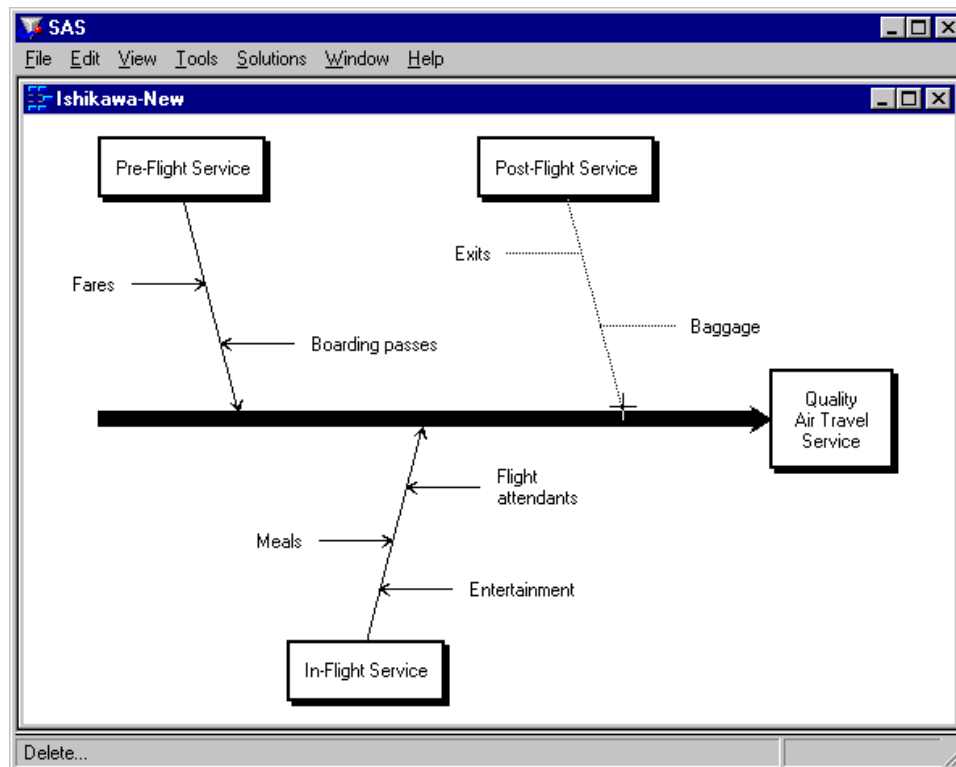 SAS
File Edit View Tools Solutions Window Help
Ishikawa-New
Pre-Flight Service
Post-Flight Service
Exits
Fares
Baggage
Boarding passes
Quality
Air Travel
Service
Flight
attendants
Meals
Entertainment
In-Flight Service
Delete...